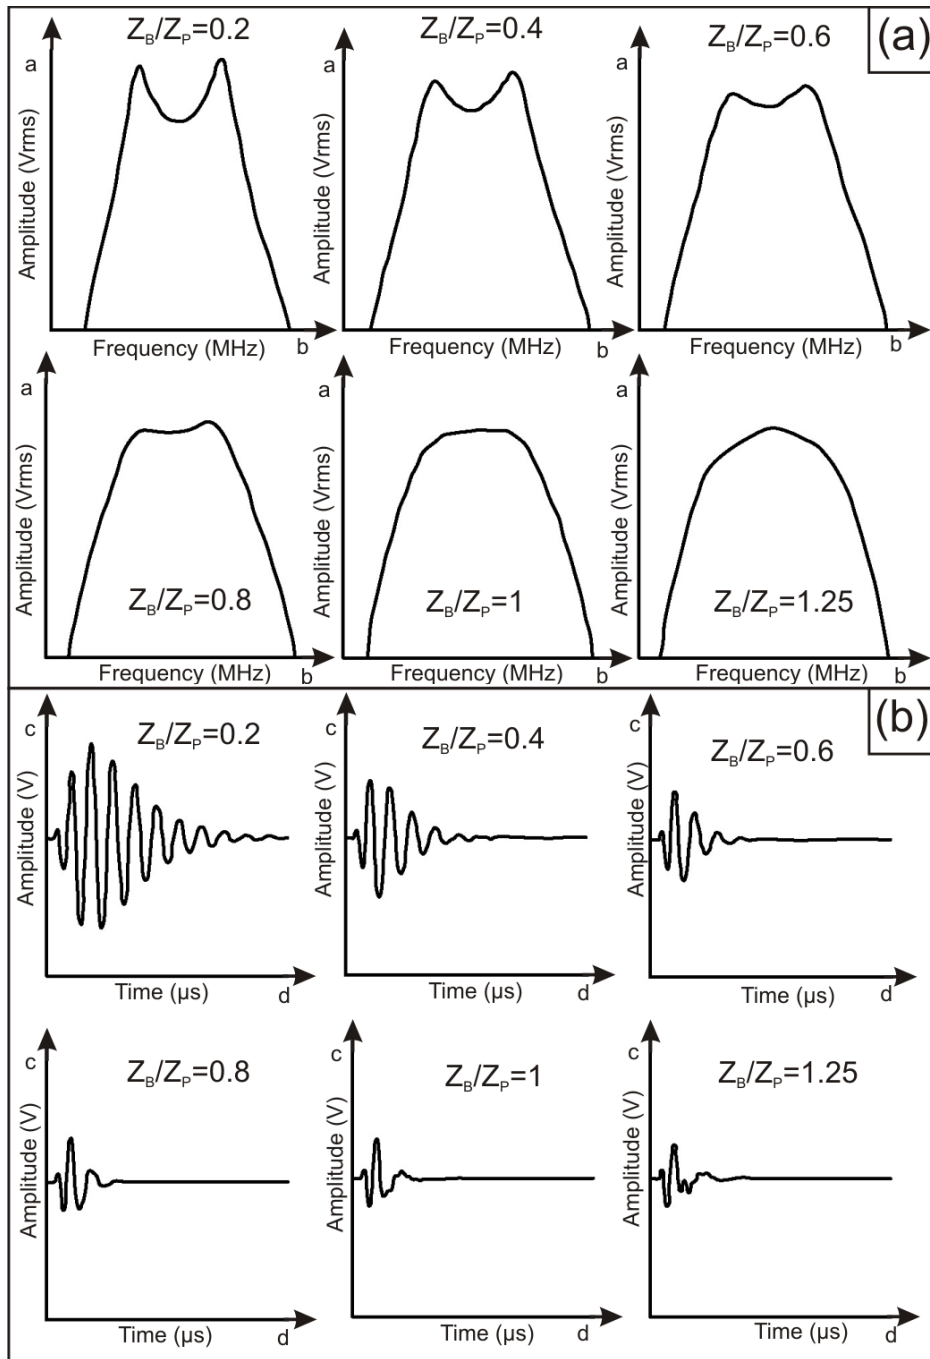 Z_B/Z_P=0.2
Z_B/Z_P=0.4
Z_B/Z_P=0.6
(a)
a
a
a
Amplitude (Vrms)
Amplitude (Vrms)
Amplitude (Vrms)
Frequency (MHz) b
Frequency (MHz) b
Frequency (MHz) b
a
a
a
Amplitude (Vrms)
Amplitude (Vrms)
Amplitude (Vrms)
Z_B/Z_P=0.8
Z_B/Z_P=1
Z_B/Z_P=1.25
Frequency (MHz) b
Frequency (MHz) b
Frequency (MHz) b
(b)
c
Z_B/Z_P=0.2
c
Z_B/Z_P=0.4
c
Z_B/Z_P=0.6
Amplitude (V)
Amplitude (V)
Amplitude (V)
Time (µs) d
Time (µs) d
Time (µs) d
c
Z_B/Z_P=0.8
c
Z_B/Z_P=1
c
Z_B/Z_P=1.25
Amplitude (V)
Amplitude (V)
Amplitude (V)
Time (µs) d
Time (µs) d
Time (µs) d